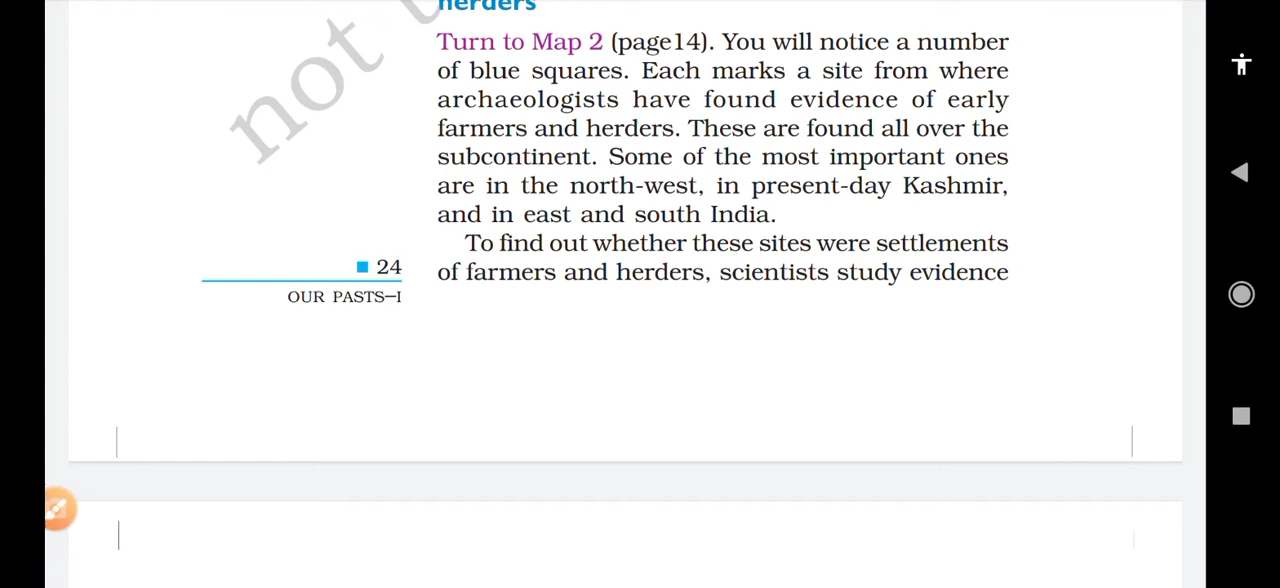 herders
not
Turn to Map 2 (page14). You will notice a number
of blue squares. Each marks a site from where
archaeologists have found evidence of early
farmers and herders. These are found all over the
subcontinent. Some of the most important ones
are in the north-west, in present-day Kashmir,
and in east and south India.
To find out whether these sites were settlements
of farmers and herders, scientists study evidence
24
OUR PASTS–I